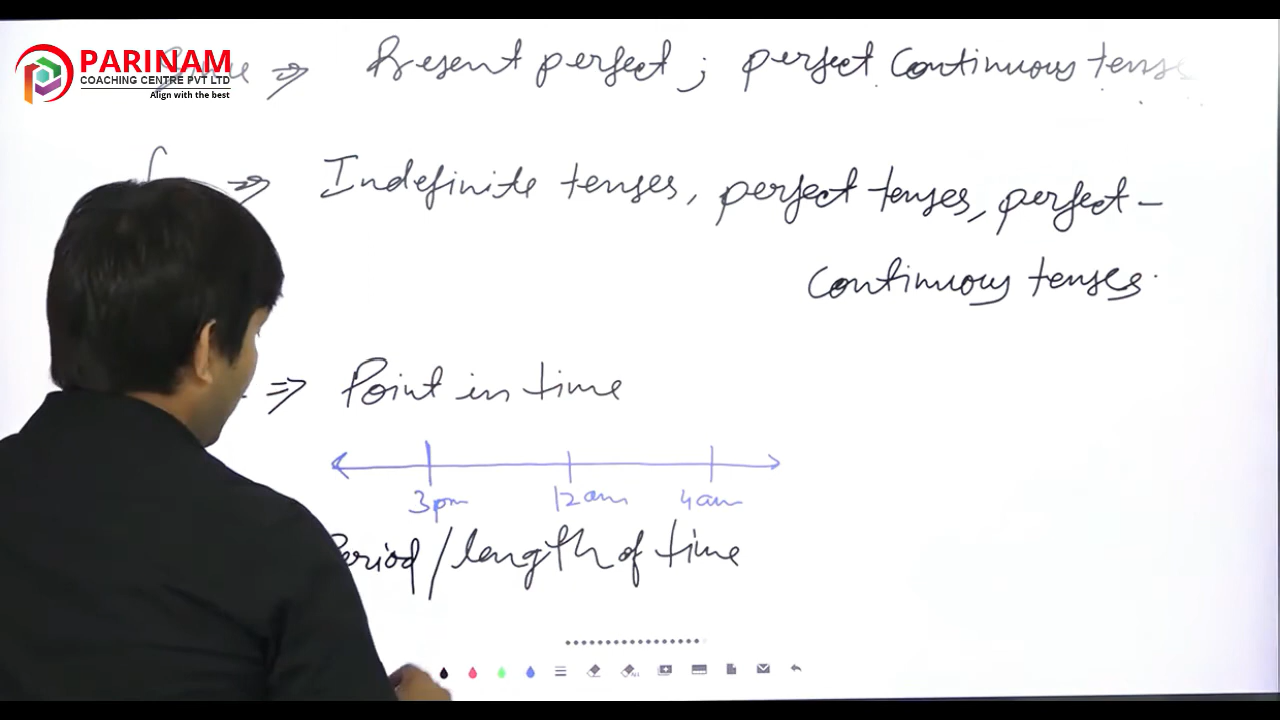 PARINAM
COACHING CENTRE PVT LTD
Align with the best
⇒ Present perfect ; perfect Continuous tense
⇒ Indefinite tenses, perfect tenses, perfect -
Continuous tenses.
⇒ Point in time
3pm 12am 4am
Period / length of time